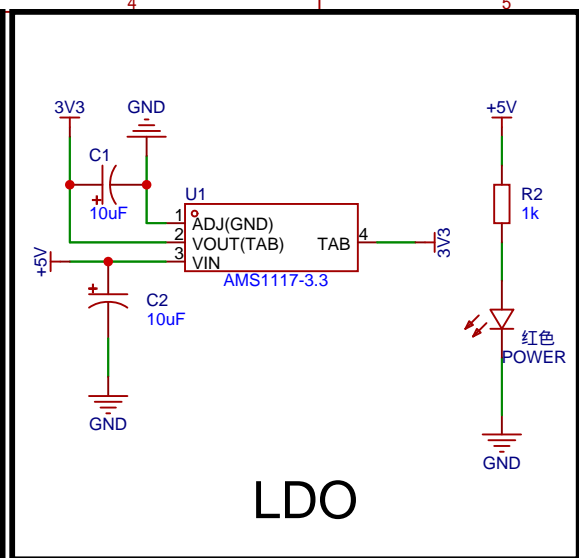 4
5
3V3
GND
+5V
C1
10uF
U1
1
ADJ(GND)
2
VOUT(TAB)
TAB
4
3V3
3
VIN
+5V
AMS1117-3.3
C2
10uF
GND
R2
1k
红色
POWER
GND
LDO